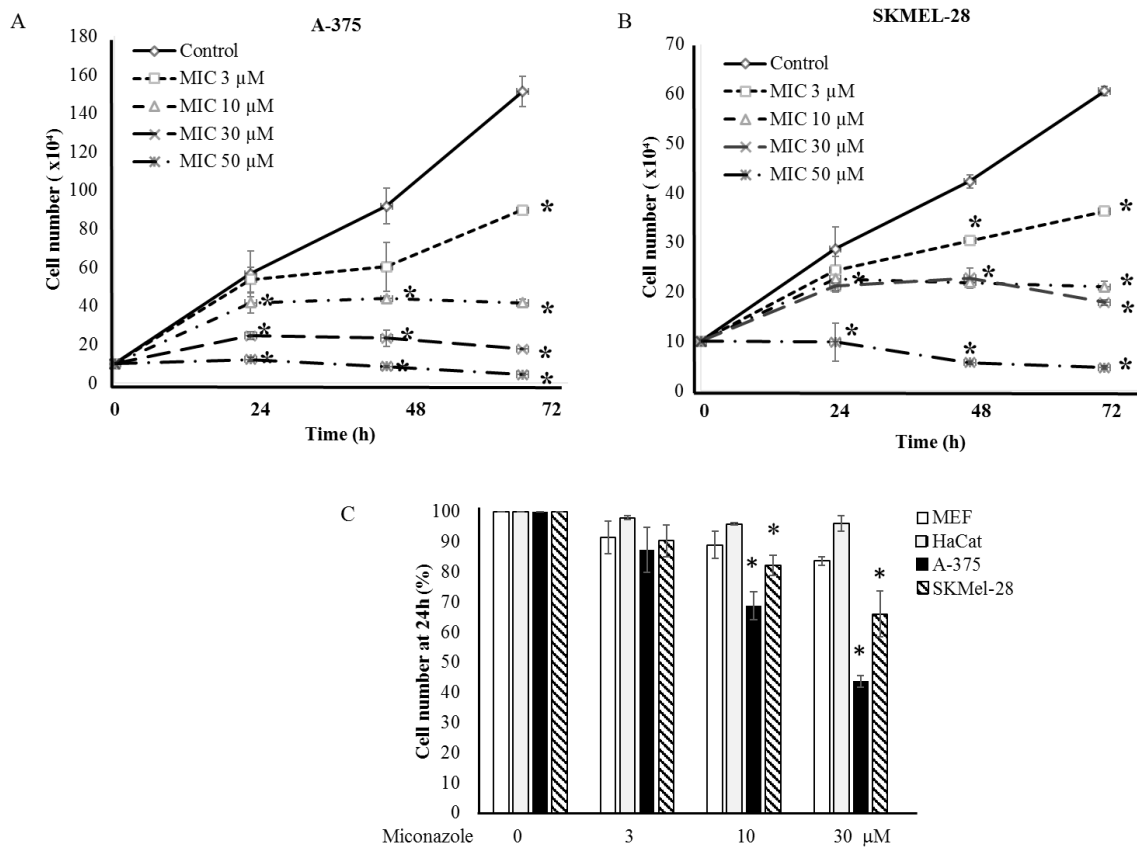 A
A-375
Cell number ( x10⁴)
180
160
140
120
100
80
60
40
20
0
Control
MIC 3 µM
MIC 10 µM
MIC 30 µM
MIC 50 µM
*
*
*
*
*
*
*
*
*
*
0 24 48 72
Time (h)
B
SKMEL-28
Cell number ( x10⁴)
70
60
50
40
30
20
10
0
Control
MIC 3 µM
MIC 10 µM
MIC 30 µM
MIC 50 µM
*
*
*
*
*
*
*
*
*
0 24 48 72
Time (h)
C
Cell number at 24h (%)
100
90
80
70
60
50
40
30
20
10
0
MEF
HaCat
A-375
SKMel-28
*
*
*
*
Miconazole 0 3 10 30 µM